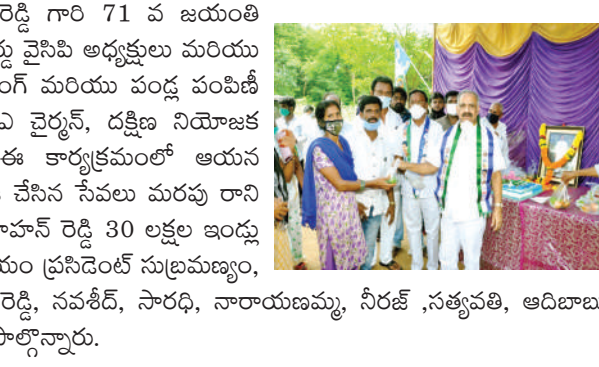 రెడ్డి గారి 71 వ జయంతి
వైసిపి అధ్యక్షులు మరియు
మరియు పండ్ల పంపిణీ
చైర్మన్, దక్షిణ నియోజక
ఈ కార్యక్రమంలో ఆయన
చేసిన సేవలు మరపు రాని
రెడ్డి 30 లక్షల ఇండ్లు
ప్రసిడెంట్ సుబ్రమణ్యం,
రెడ్డి, నవశీద్, సారధి, నారాయణమ్మ, నీరజ్ ,సత్యవతి, ఆదిబాబు
పాల్గొన్నారు.